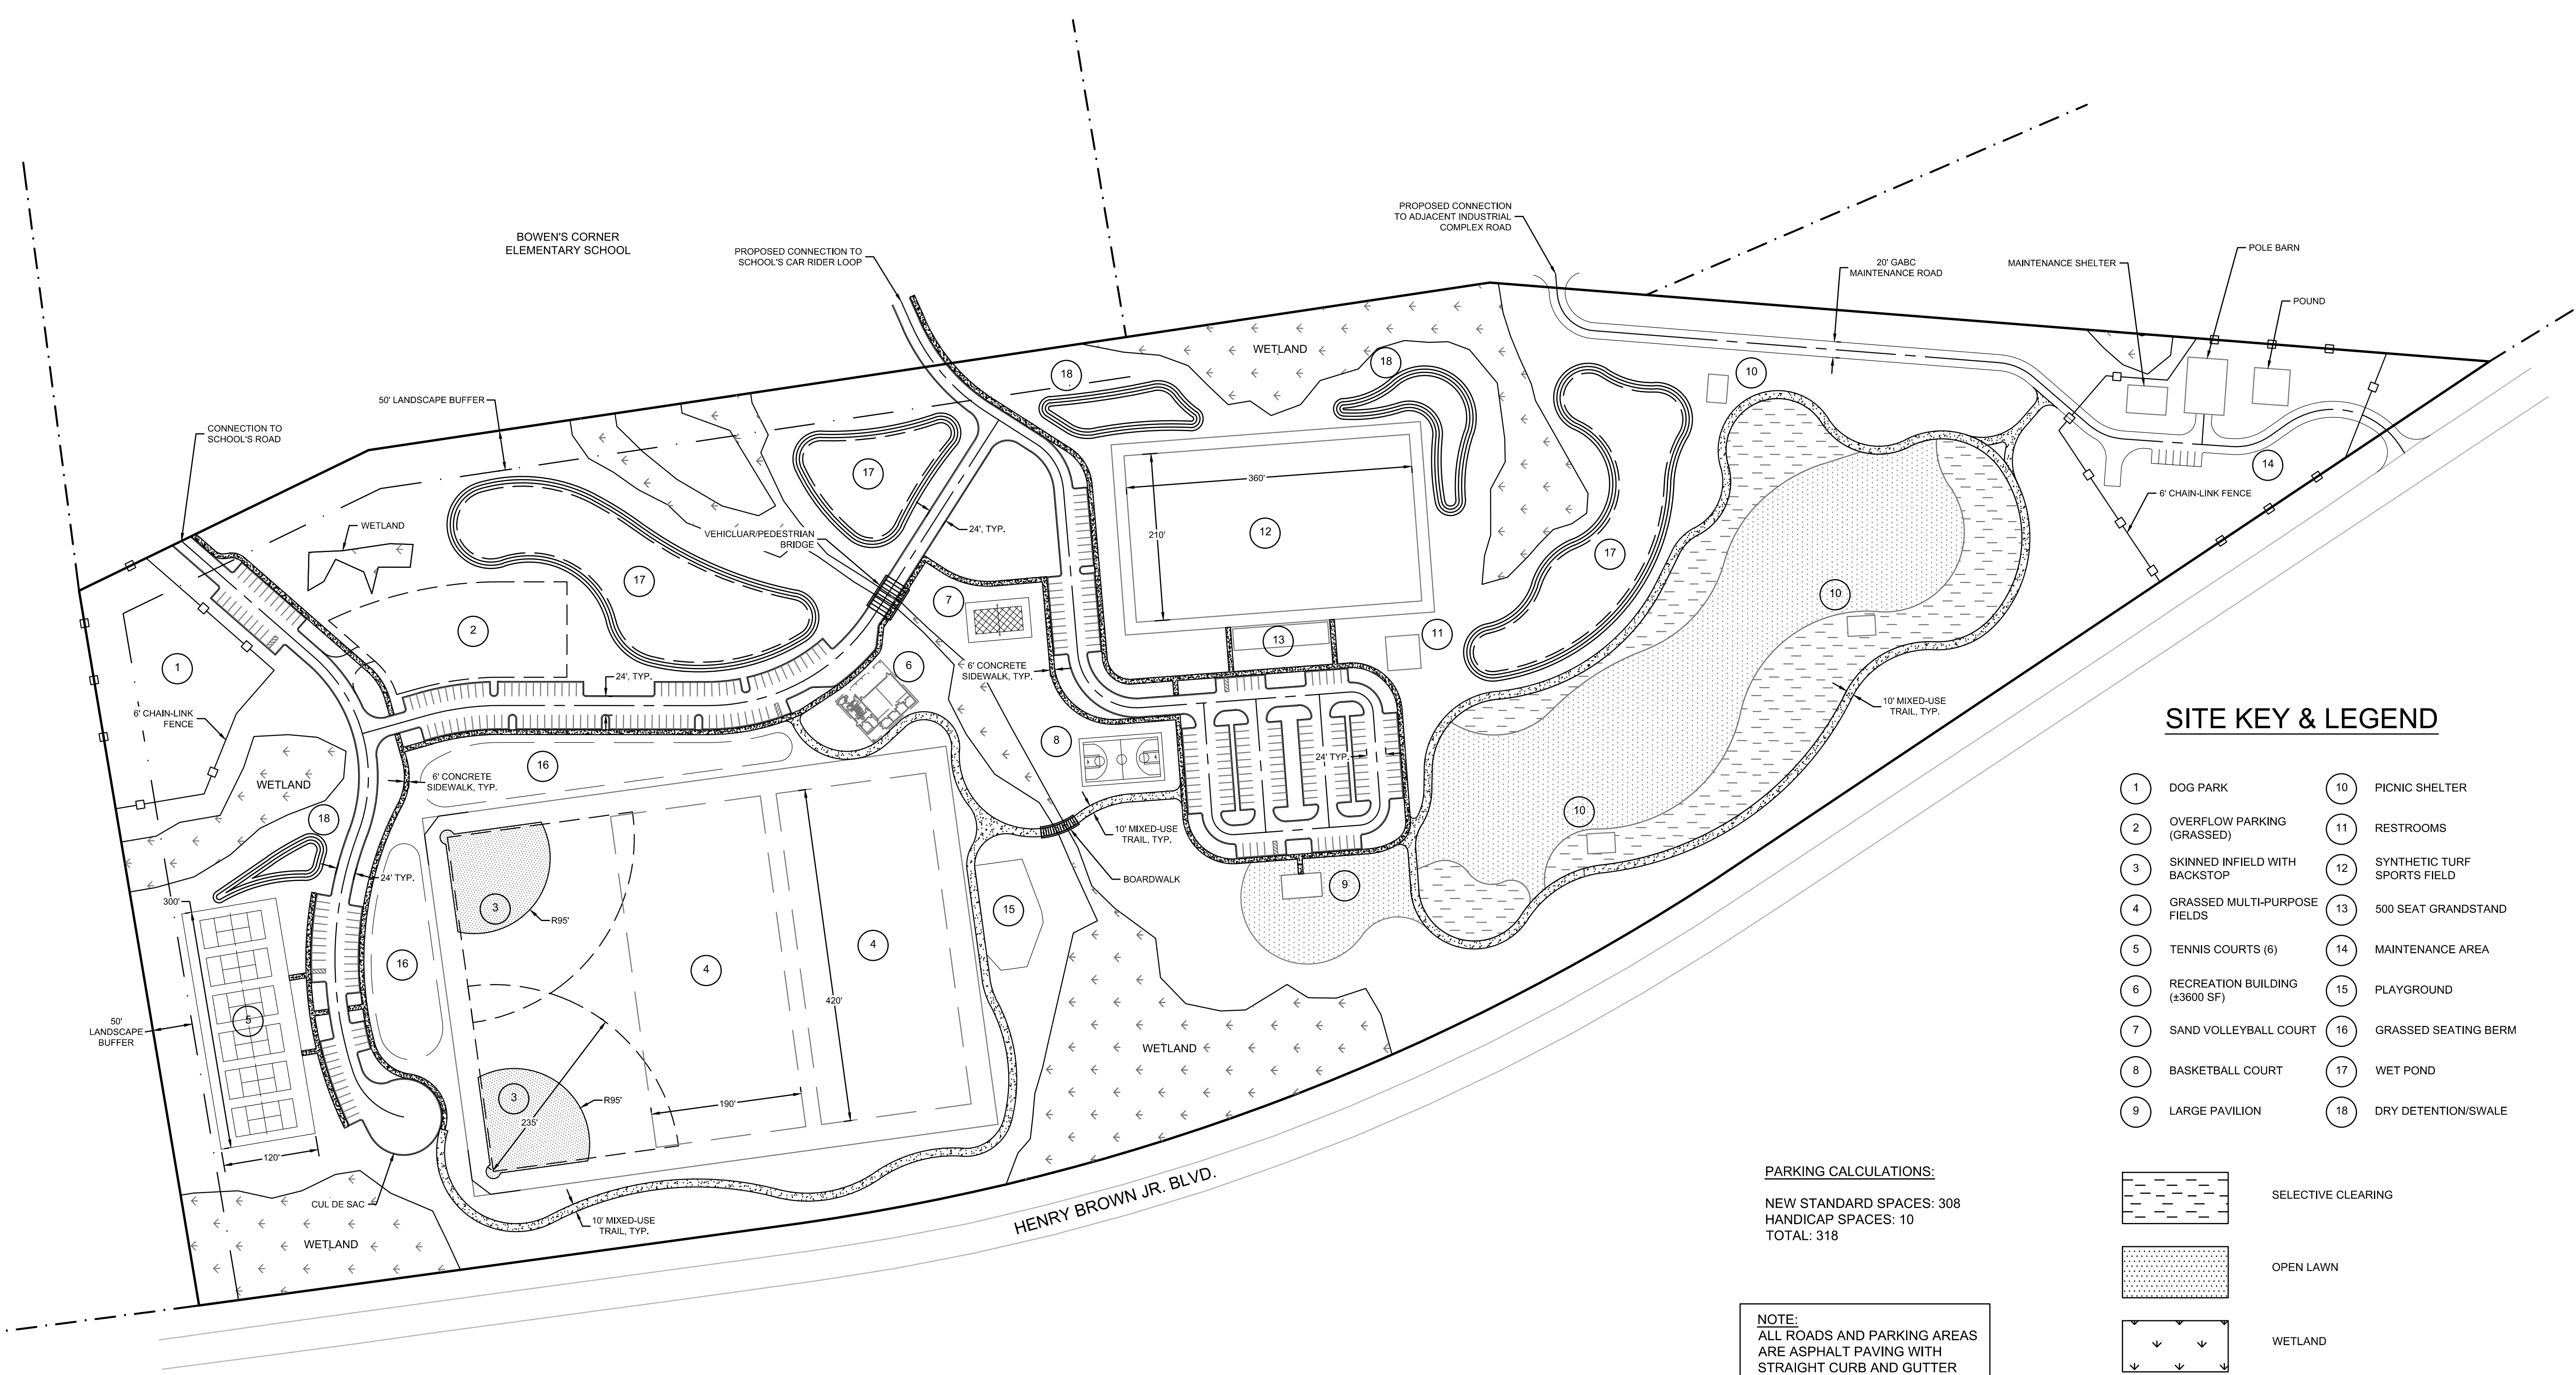 BOWEN'S CORNER
ELEMENTARY SCHOOL
PROPOSED CONNECTION TO
SCHOOL'S CAR RIDER LOOP
PROPOSED CONNECTION
TO ADJACENT INDUSTRIAL
COMPLEX ROAD
20' GABC
MAINTENANCE ROAD
MAINTENANCE SHELTER
POLE BARN
POUND
50' LANDSCAPE BUFFER
CONNECTION TO
SCHOOL'S ROAD
WETLAND
18
WETLAND
18
10
17
360'
14
6' CHAIN-LINK FENCE
VEHICLUAR/PEDESTRIAN
BRIDGE
24', TYP.
210'
12
17
17
2
7
10
1
6' CHAIN-LINK
FENCE
24', TYP.
6
6' CONCRETE
SIDEWALK, TYP.
13
11
10' MIXED-USE
TRAIL, TYP.
WETLAND
6' CONCRETE
SIDEWALK, TYP.
16
8
24' TYP.
10
18
24' TYP.
10' MIXED-USE
TRAIL, TYP.
BOARDWALK
9
300'
3
R95'
15
4
16
4
420'
5
50'
LANDSCAPE
BUFFER
WETLAND
3
R95'
235'
190'
120'
CUL DE SAC
WETLAND
10' MIXED-USE
TRAIL, TYP.
HENRY BROWN JR. BLVD.
SITE KEY & LEGEND
1 DOG PARK
2 OVERFLOW PARKING
(GRASSED)
3 SKINNED INFIELD WITH
BACKSTOP
4 GRASSED MULTI-PURPOSE
FIELDS
5 TENNIS COURTS (6)
6 RECREATION BUILDING
(±3600 SF)
7 SAND VOLLEYBALL COURT
8 BASKETBALL COURT
9 LARGE PAVILION
10 PICNIC SHELTER
11 RESTROOMS
12 SYNTHETIC TURF
SPORTS FIELD
13 500 SEAT GRANDSTAND
14 MAINTENANCE AREA
15 PLAYGROUND
16 GRASSED SEATING BERM
17 WET POND
18 DRY DETENTION/SWALE
PARKING CALCULATIONS:
NEW STANDARD SPACES: 308
HANDICAP SPACES: 10
TOTAL: 318
SELECTIVE CLEARING
OPEN LAWN
WETLAND
NOTE:
ALL ROADS AND PARKING AREAS
ARE ASPHALT PAVING WITH
STRAIGHT CURB AND GUTTER